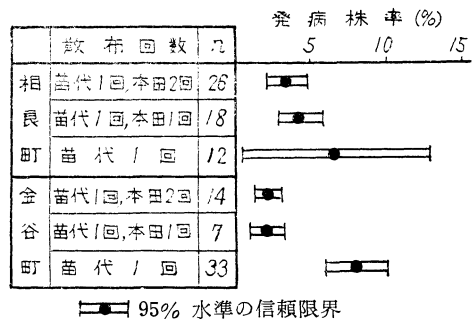 発病株率(%)
5 10 15
散布回数 n
相良町
苗代1回,本田2回 26
苗代1回,本田1回 18
苗代1回 12
金谷町
苗代1回,本田2回 14
苗代1回,本田1回 7
苗代1回 33
95% 水準の信頼限界